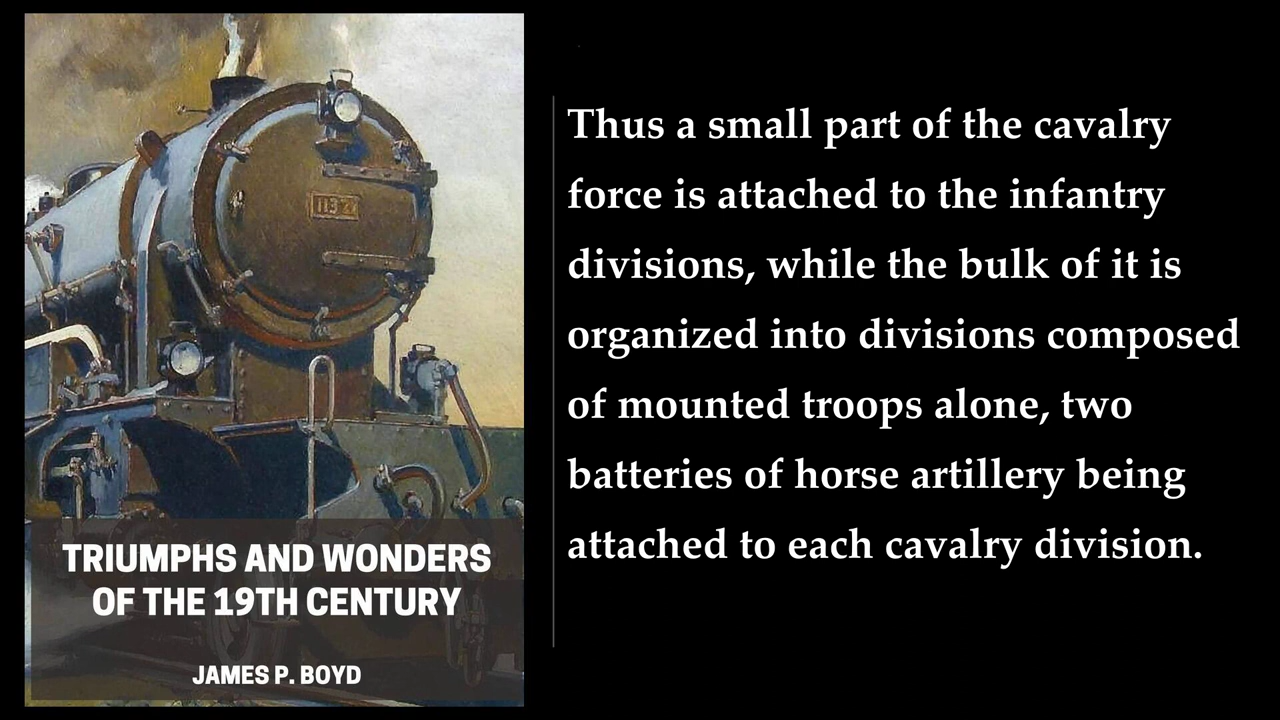 Thus a small part of the cavalry
force is attached to the infantry
divisions, while the bulk of it is
organized into divisions composed
of mounted troops alone, two
batteries of horse artillery being
attached to each cavalry division.
TRIUMPHS AND WONDERS
OF THE 19TH CENTURY
JAMES P. BOYD